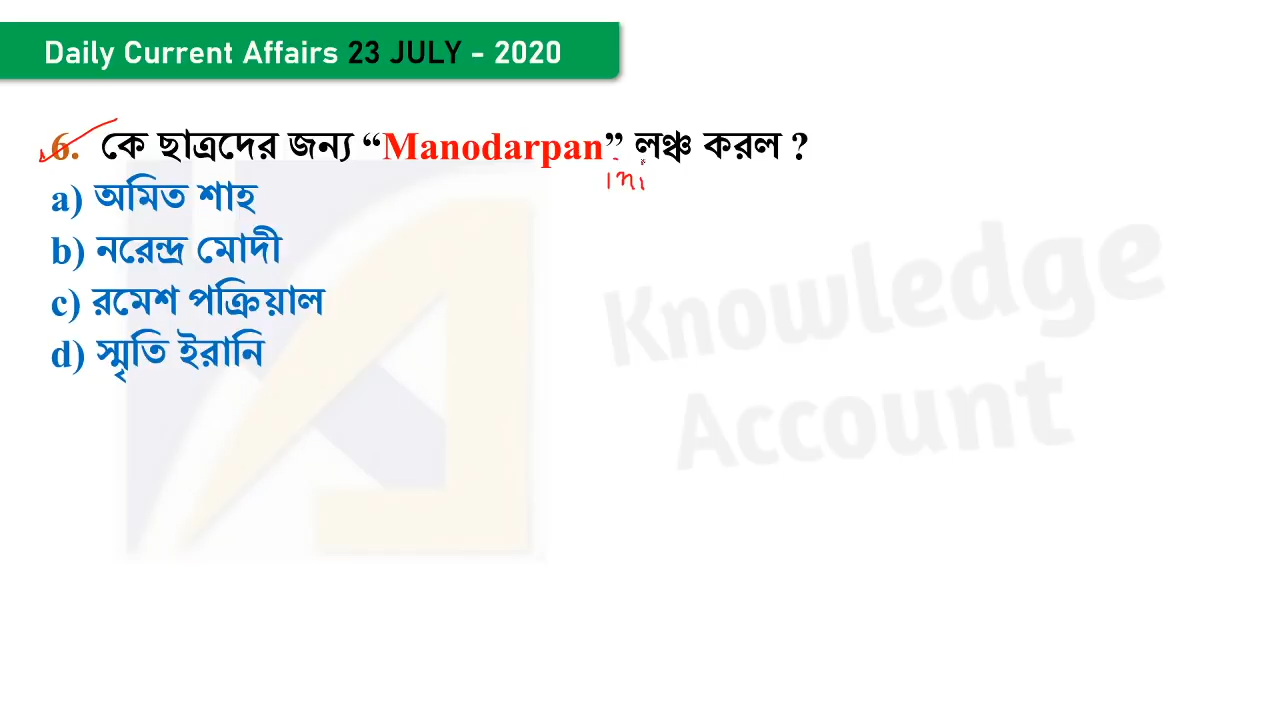 Daily Current Affairs 23 JULY - 2020
6. কে ছাত্রদের জন্য “Manodarpan” লঞ্চ করল ?
a) অমিত শাহ
b) নরেন্দ্র মোদী
c) রমেশ পক্রিয়াল
d) স্মৃতি ইরানি
Knowledge
Account